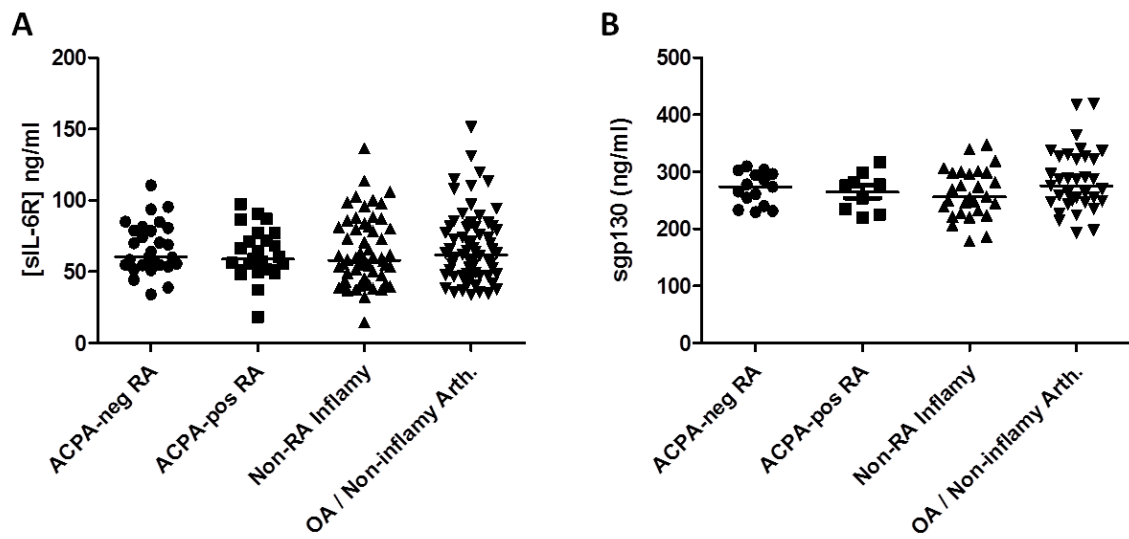 A
B
[sIL-6R] ng/ml
200
150
100
50
0
ACPA-neg RA
ACPA-pos RA
Non-RA Inflamy
OA / Non-inflamy Arth.
sgp130 (ng/ml)
500
400
300
200
100
0
ACPA-neg RA
ACPA-pos RA
Non-RA Inflamy
OA / Non-inflamy Arth.